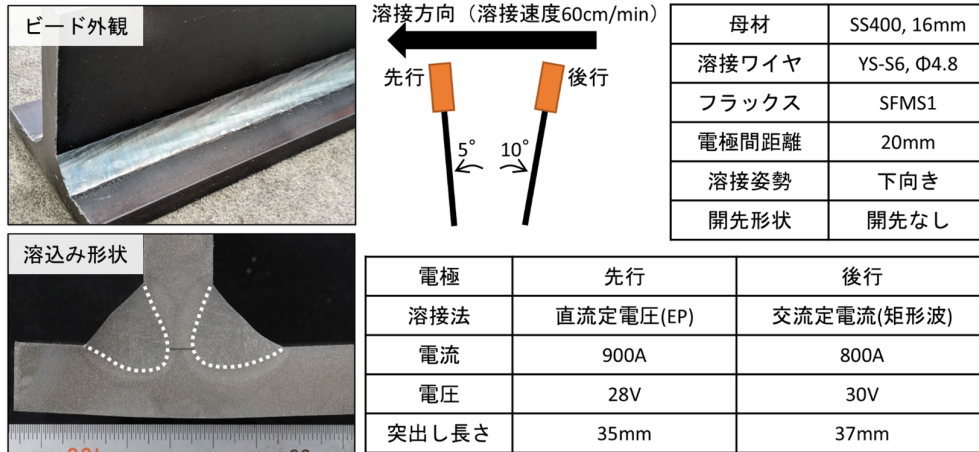 ビード外観
溶込み形状
溶接方向（溶接速度60cm/min）
先行
後行
5°
10°
母材 SS400, 16mm
溶接ワイヤ YS-S6, Φ4.8
フラックス SFMS1
電極間距離 20mm
溶接姿勢 下向き
開先形状 開先なし
電極 先行 後行
溶接法 直流定電圧(EP) 交流定電流(矩形波)
電流 900A 800A
電圧 28V 30V
突出し長さ 35mm 37mm